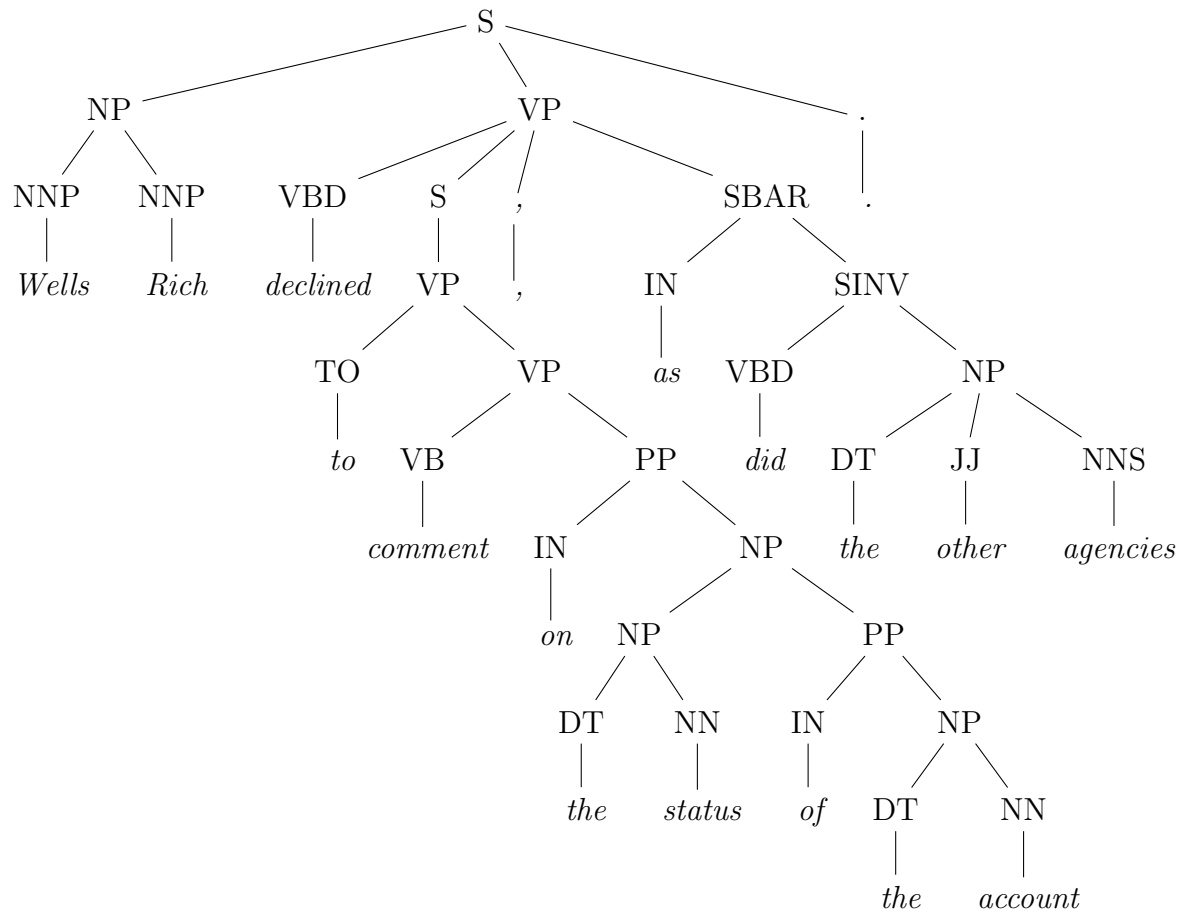 S
NP VP .
NNP NNP VBD S , SBAR .
Wells Rich declined VP , IN SINV
TO VP as VBD NP
to VB PP did DT JJ NNS
comment IN NP the other agencies
on NP PP
DT NN IN NP
the status of DT NN
the account